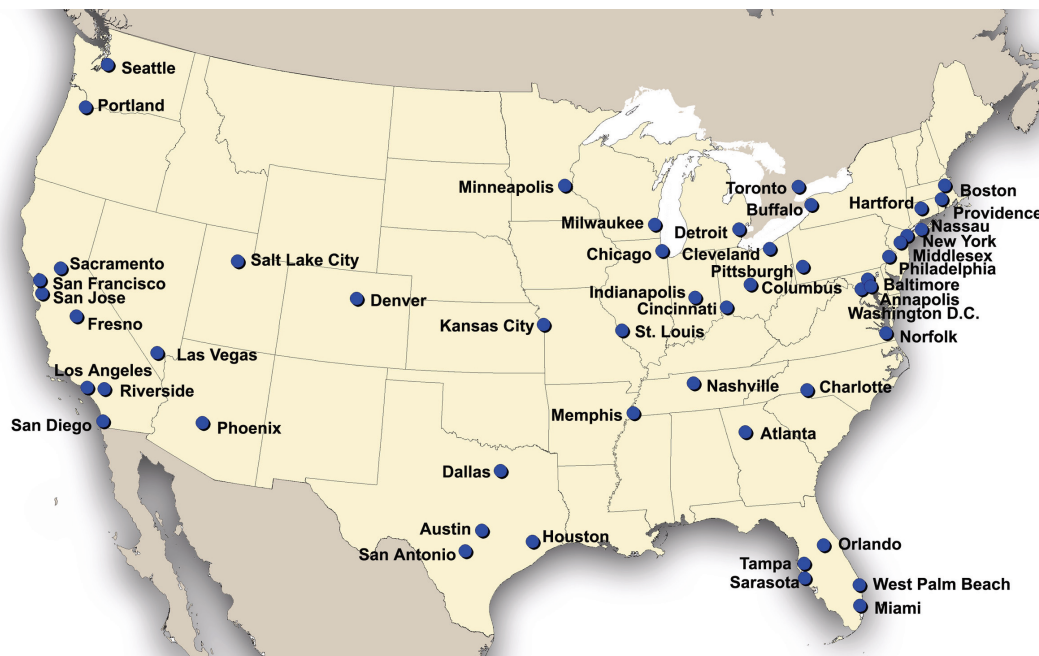 Seattle
Portland
Minneapolis
Toronto
Boston
Buffalo
Hartford
Providence
Milwaukee
Detroit
Nassau
New York
Chicago
Cleveland
Middlesex
Sacramento
Salt Lake City
Pittsburgh
Philadelphia
San Francisco
Columbus
Baltimore
San Jose
Denver
Indianapolis
Annapolis
Cincinnati
Washington D.C.
Fresno
Kansas City
St. Louis
Norfolk
Las Vegas
Los Angeles
Riverside
Nashville
Charlotte
San Diego
Phoenix
Memphis
Atlanta
Dallas
Austin
Houston
San Antonio
Orlando
Tampa
Sarasota
West Palm Beach
Miami